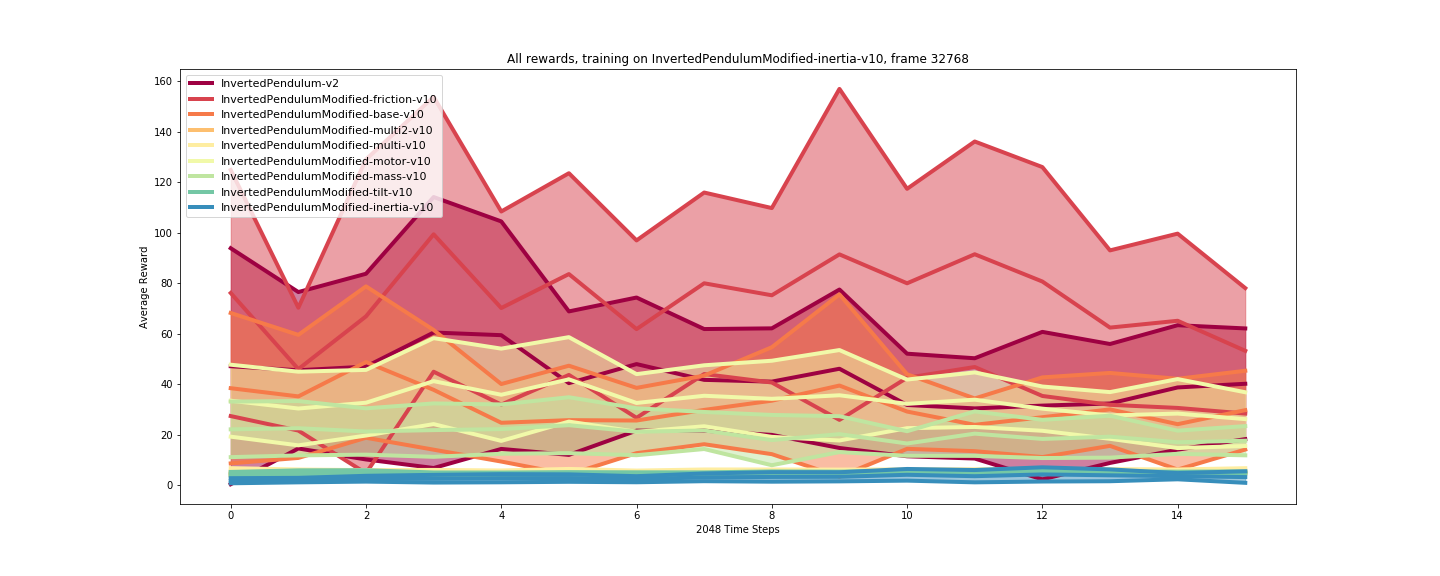 All rewards, training on InvertedPendulumModified-inertia-v10, frame 32768
160
140
120
100
80
60
40
20
0
Average Reward
InvertedPendulum-v2
InvertedPendulumModified-friction-v10
InvertedPendulumModified-base-v10
InvertedPendulumModified-multi2-v10
InvertedPendulumModified-multi-v10
InvertedPendulumModified-motor-v10
InvertedPendulumModified-mass-v10
InvertedPendulumModified-tilt-v10
InvertedPendulumModified-inertia-v10
0 2 4 6 8 10 12 14
2048 Time Steps